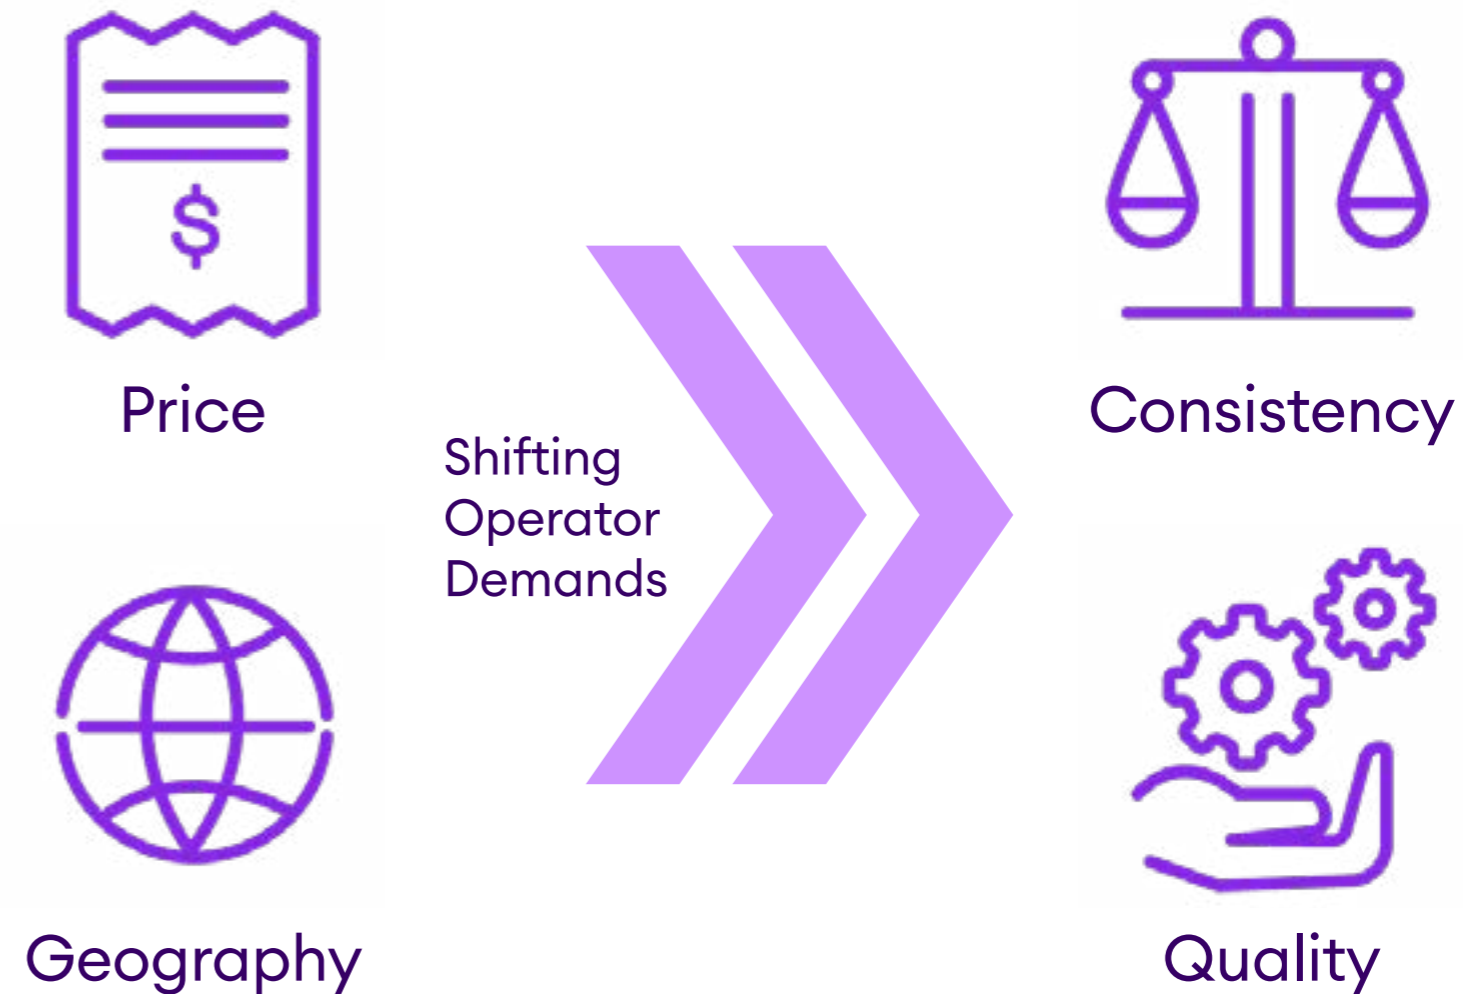 $
Price
Geography
Shifting
Operator
Demands
Consistency
Quality